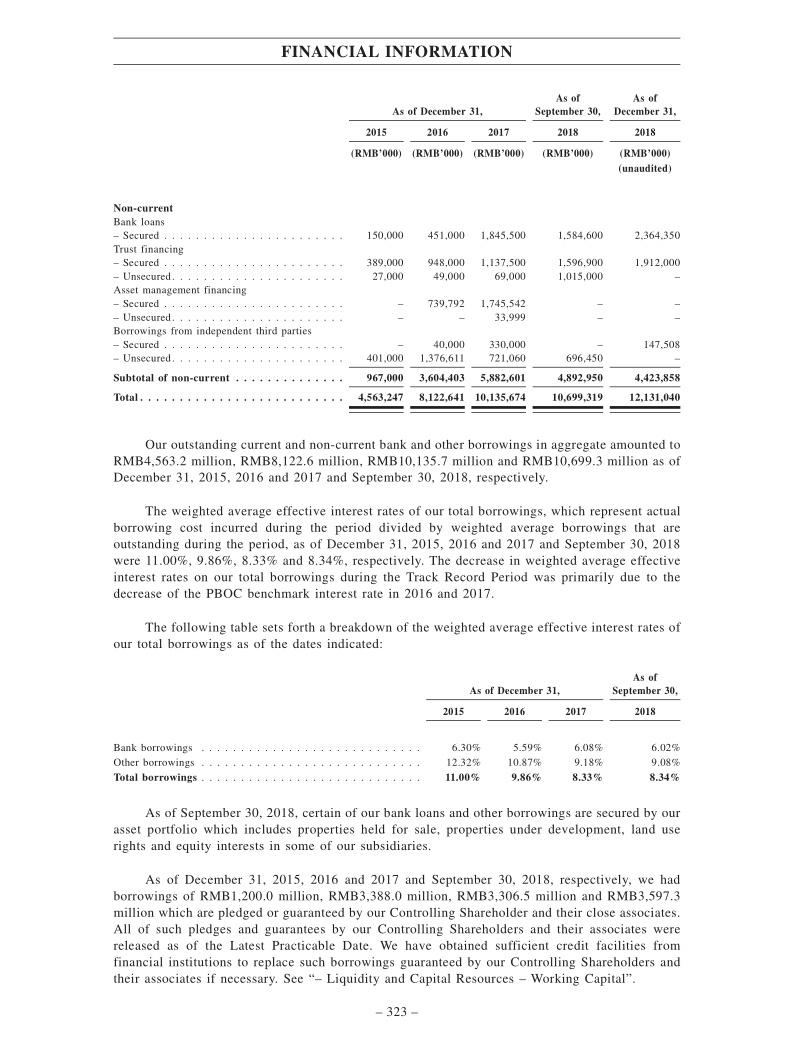 FINANCIAL INFORMATION
As of December 31, As of September 30, As of December 31,
2015 2016 2017 2018 2018
(RMB’000) (RMB’000) (RMB’000) (RMB’000) (RMB’000)
(unaudited)
Non-current
Bank loans
– Secured . . . . . . . . . . . . . . . . . . . . . . . 150,000 451,000 1,845,500 1,584,600 2,364,350
Trust financing
– Secured . . . . . . . . . . . . . . . . . . . . . . . 389,000 948,000 1,137,500 1,596,900 1,912,000
– Unsecured. . . . . . . . . . . . . . . . . . . . . . 27,000 49,000 69,000 1,015,000 –
Asset management financing
– Secured . . . . . . . . . . . . . . . . . . . . . . . – 739,792 1,745,542 – –
– Unsecured. . . . . . . . . . . . . . . . . . . . . . – – 33,999 – –
Borrowings from independent third parties
– Secured . . . . . . . . . . . . . . . . . . . . . . . – 40,000 330,000 – 147,508
– Unsecured. . . . . . . . . . . . . . . . . . . . . . 401,000 1,376,611 721,060 696,450 –
Subtotal of non-current . . . . . . . . . . . . . . 967,000 3,604,403 5,882,601 4,892,950 4,423,858
Total. . . . . . . . . . . . . . . . . . . . . . . . . . 4,563,247 8,122,641 10,135,674 10,699,319 12,131,040
Our outstanding current and non-current bank and other borrowings in aggregate amounted to
RMB4,563.2 million, RMB8,122.6 million, RMB10,135.7 million and RMB10,699.3 million as of
December 31, 2015, 2016 and 2017 and September 30, 2018, respectively.
The weighted average effective interest rates of our total borrowings, which represent actual
borrowing cost incurred during the period divided by weighted average borrowings that are
outstanding during the period, as of December 31, 2015, 2016 and 2017 and September 30, 2018
were 11.00%, 9.86%, 8.33% and 8.34%, respectively. The decrease in weighted average effective
interest rates on our total borrowings during the Track Record Period was primarily due to the
decrease of the PBOC benchmark interest rate in 2016 and 2017.
The following table sets forth a breakdown of the weighted average effective interest rates of
our total borrowings as of the dates indicated:
As of December 31, As of September 30,
2015 2016 2017 2018
Bank borrowings . . . . . . . . . . . . . . . . . . . . . . . . . . . . 6.30% 5.59% 6.08% 6.02%
Other borrowings . . . . . . . . . . . . . . . . . . . . . . . . . . . . 12.32% 10.87% 9.18% 9.08%
Total borrowings . . . . . . . . . . . . . . . . . . . . . . . . . . . . 11.00% 9.86% 8.33% 8.34%
As of September 30, 2018, certain of our bank loans and other borrowings are secured by our
asset portfolio which includes properties held for sale, properties under development, land use
rights and equity interests in some of our subsidiaries.
As of December 31, 2015, 2016 and 2017 and September 30, 2018, respectively, we had
borrowings of RMB1,200.0 million, RMB3,388.0 million, RMB3,306.5 million and RMB3,597.3
million which are pledged or guaranteed by our Controlling Shareholder and their close associates.
All of such pledges and guarantees by our Controlling Shareholders and their associates were
released as of the Latest Practicable Date. We have obtained sufficient credit facilities from
financial institutions to replace such borrowings guaranteed by our Controlling Shareholders and
their associates if necessary. See “– Liquidity and Capital Resources – Working Capital”.
– 323 –